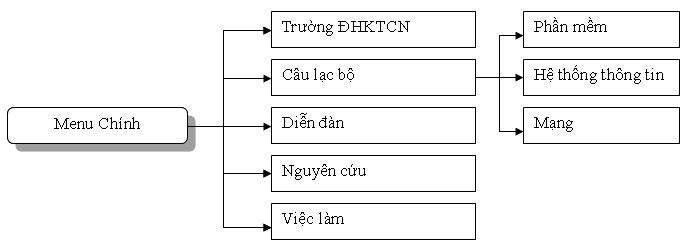 Menu Chính
Trường ĐHKTCN
Câu lạc bộ
Diễn đàn
Nguyên cứu
Việc làm
Phần mềm
Hệ thống thông tin
Mạng